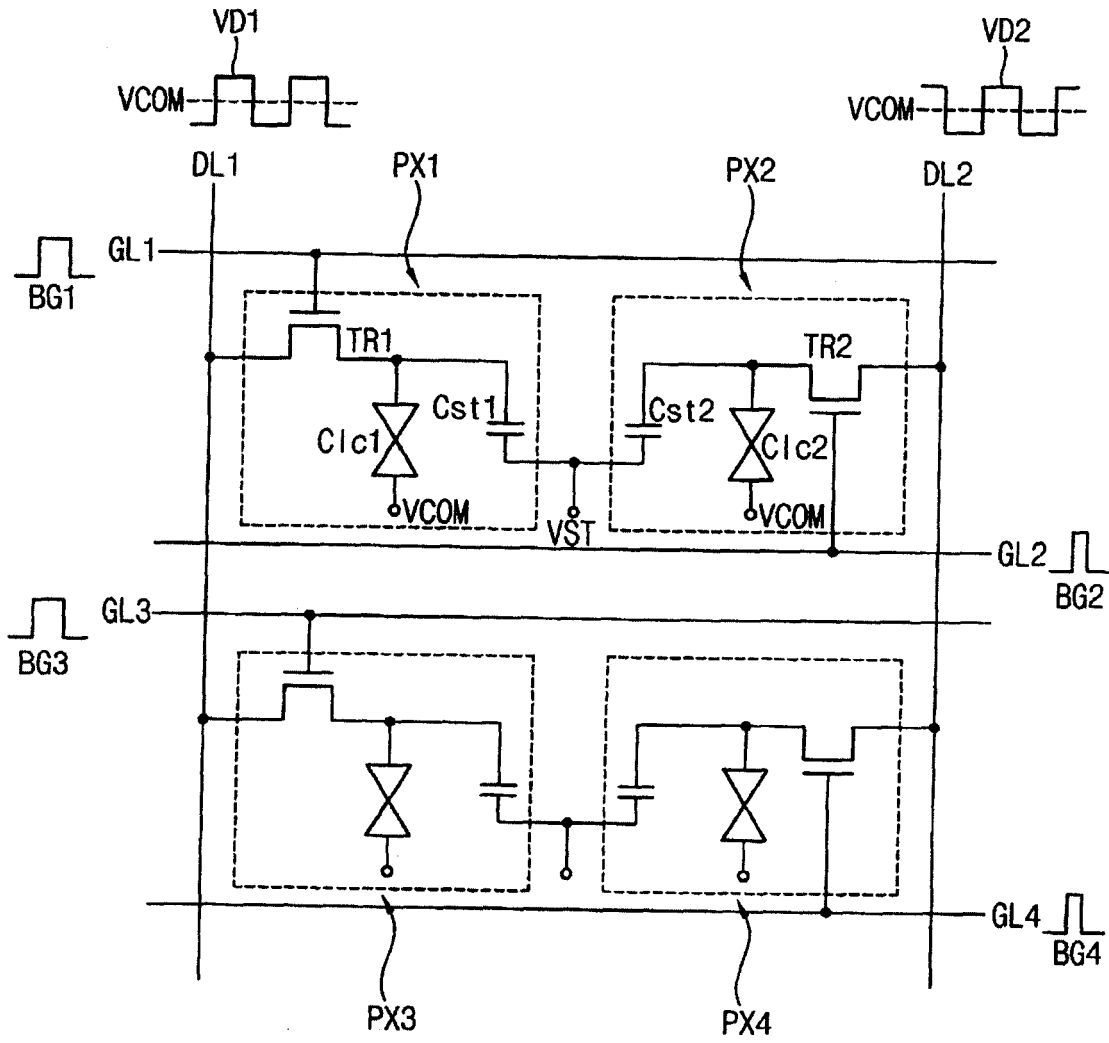 VD1
VD2
VCOM
VCOM
DL1
PX1
PX2
DL2
GL1
BG1
TR1
TR2
Cst1
Cst2
Clc1
Clc2
VCOM
VST
VCOM
GL2
BG2
GL3
BG3
GL4
BG4
PX3
PX4